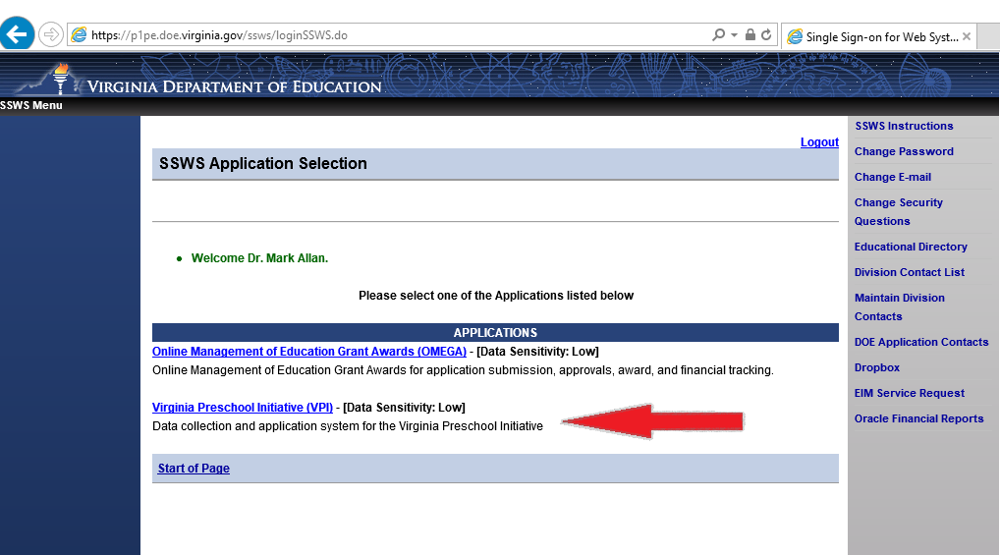 https://p1pe.doe.virginia.gov/ssws/loginSSWS.do
Single Sign-on for Web Syst...
VIRGINIA DEPARTMENT OF EDUCATION
SSWS Menu
Logout
SSWS Application Selection
Welcome Dr. Mark Allan.
Please select one of the Applications listed below
APPLICATIONS
Online Management of Education Grant Awards (OMEGA) - [Data Sensitivity: Low]
Online Management of Education Grant Awards for application submission, approvals, award, and financial tracking.
Virginia Preschool Initiative (VPI) - [Data Sensitivity: Low]
Data collection and application system for the Virginia Preschool Initiative
Start of Page
SSWS Instructions
Change Password
Change E-mail
Change Security
Questions
Educational Directory
Division Contact List
Maintain Division
Contacts
DOE Application Contacts
Dropbox
EIM Service Request
Oracle Financial Reports